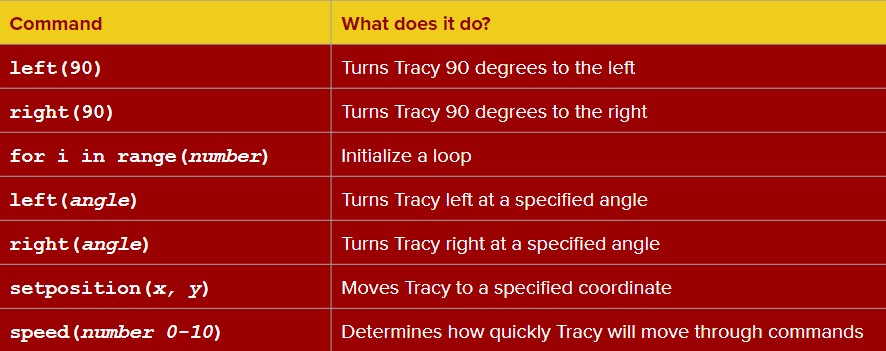 Command What does it do?
left(90) Turns Tracy 90 degrees to the left
right(90) Turns Tracy 90 degrees to the right
for i in range(number) Initialize a loop
left(angle) Turns Tracy left at a specified angle
right(angle) Turns Tracy right at a specified angle
setposition(x, y) Moves Tracy to a specified coordinate
speed(number 0-10) Determines how quickly Tracy will move through commands